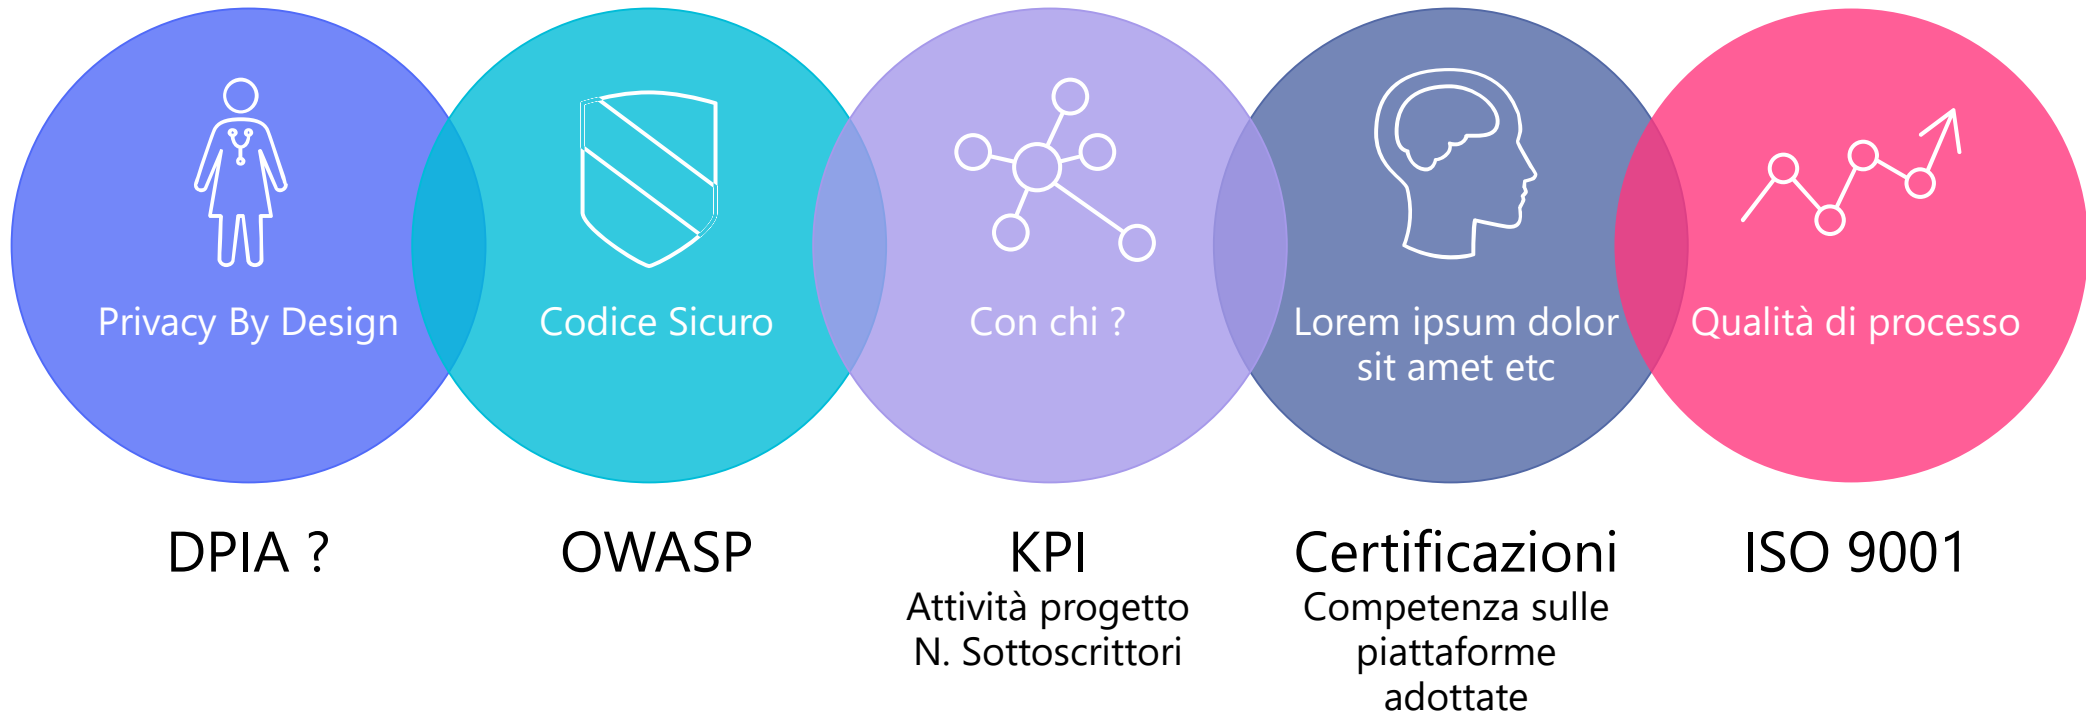 Privacy By Design
Codice Sicuro
Con chi ?
Lorem ipsum dolor
sit amet etc
Qualità di processo
DPIA ?
OWASP
KPI
Attività progetto
N. Sottoscrittori
Certificazioni
Competenza sulle
piattaforme
adottate
ISO 9001